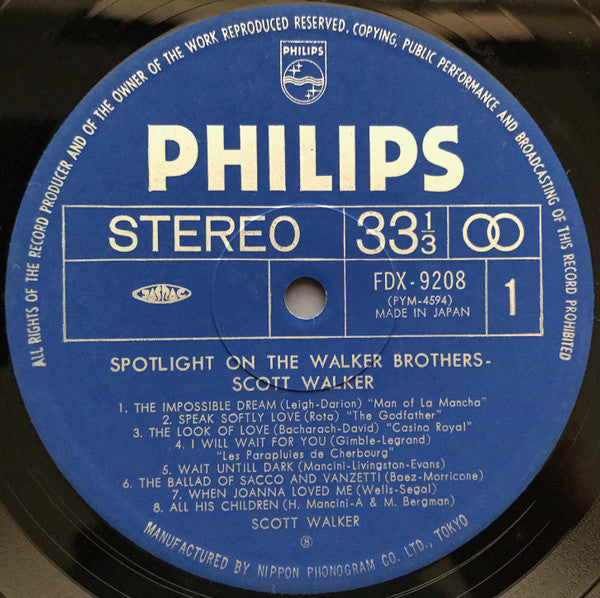 ALL RIGHTS OF THE RECORD PRODUCER AND OF THE OWNER OF THE WORK REPRODUCED RESERVED. COPYING, PUBLIC PERFORMANCE AND BROADCASTING OF THIS RECORD PROHIBITED
PHILIPS
PHILIPS
STEREO 33 1/3
JASRAC FDX-9208 1
(PYM-4594)
MADE IN JAPAN
SPOTLIGHT ON THE WALKER BROTHERS-
SCOTT WALKER
1. THE IMPOSSIBLE DREAM (Leigh-Darion) "Man of La Mancha"
2. SPEAK SOFTLY LOVE (Rota) "The Godfather"
3. THE LOOK OF LOVE (Bacharach-David) "Casino Royal"
4. I WILL WAIT FOR YOU (Gimble-Legrand)
"Les Parapluies de Cherbourg"
5. WAIT UNTILL DARK (Mancini-Livingston-Evans)
6. THE BALLAD OF SACCO AND VANZETTI (Baez-Morricone)
7. WHEN JOANNA LOVED ME (Wells-Segal)
8. ALL HIS CHILDREN (H. Mancini-A & M. Bergman)
SCOTT WALKER
⑧
MANUFACTURED BY NIPPON PHONOGRAM CO. LTD., TOKYO